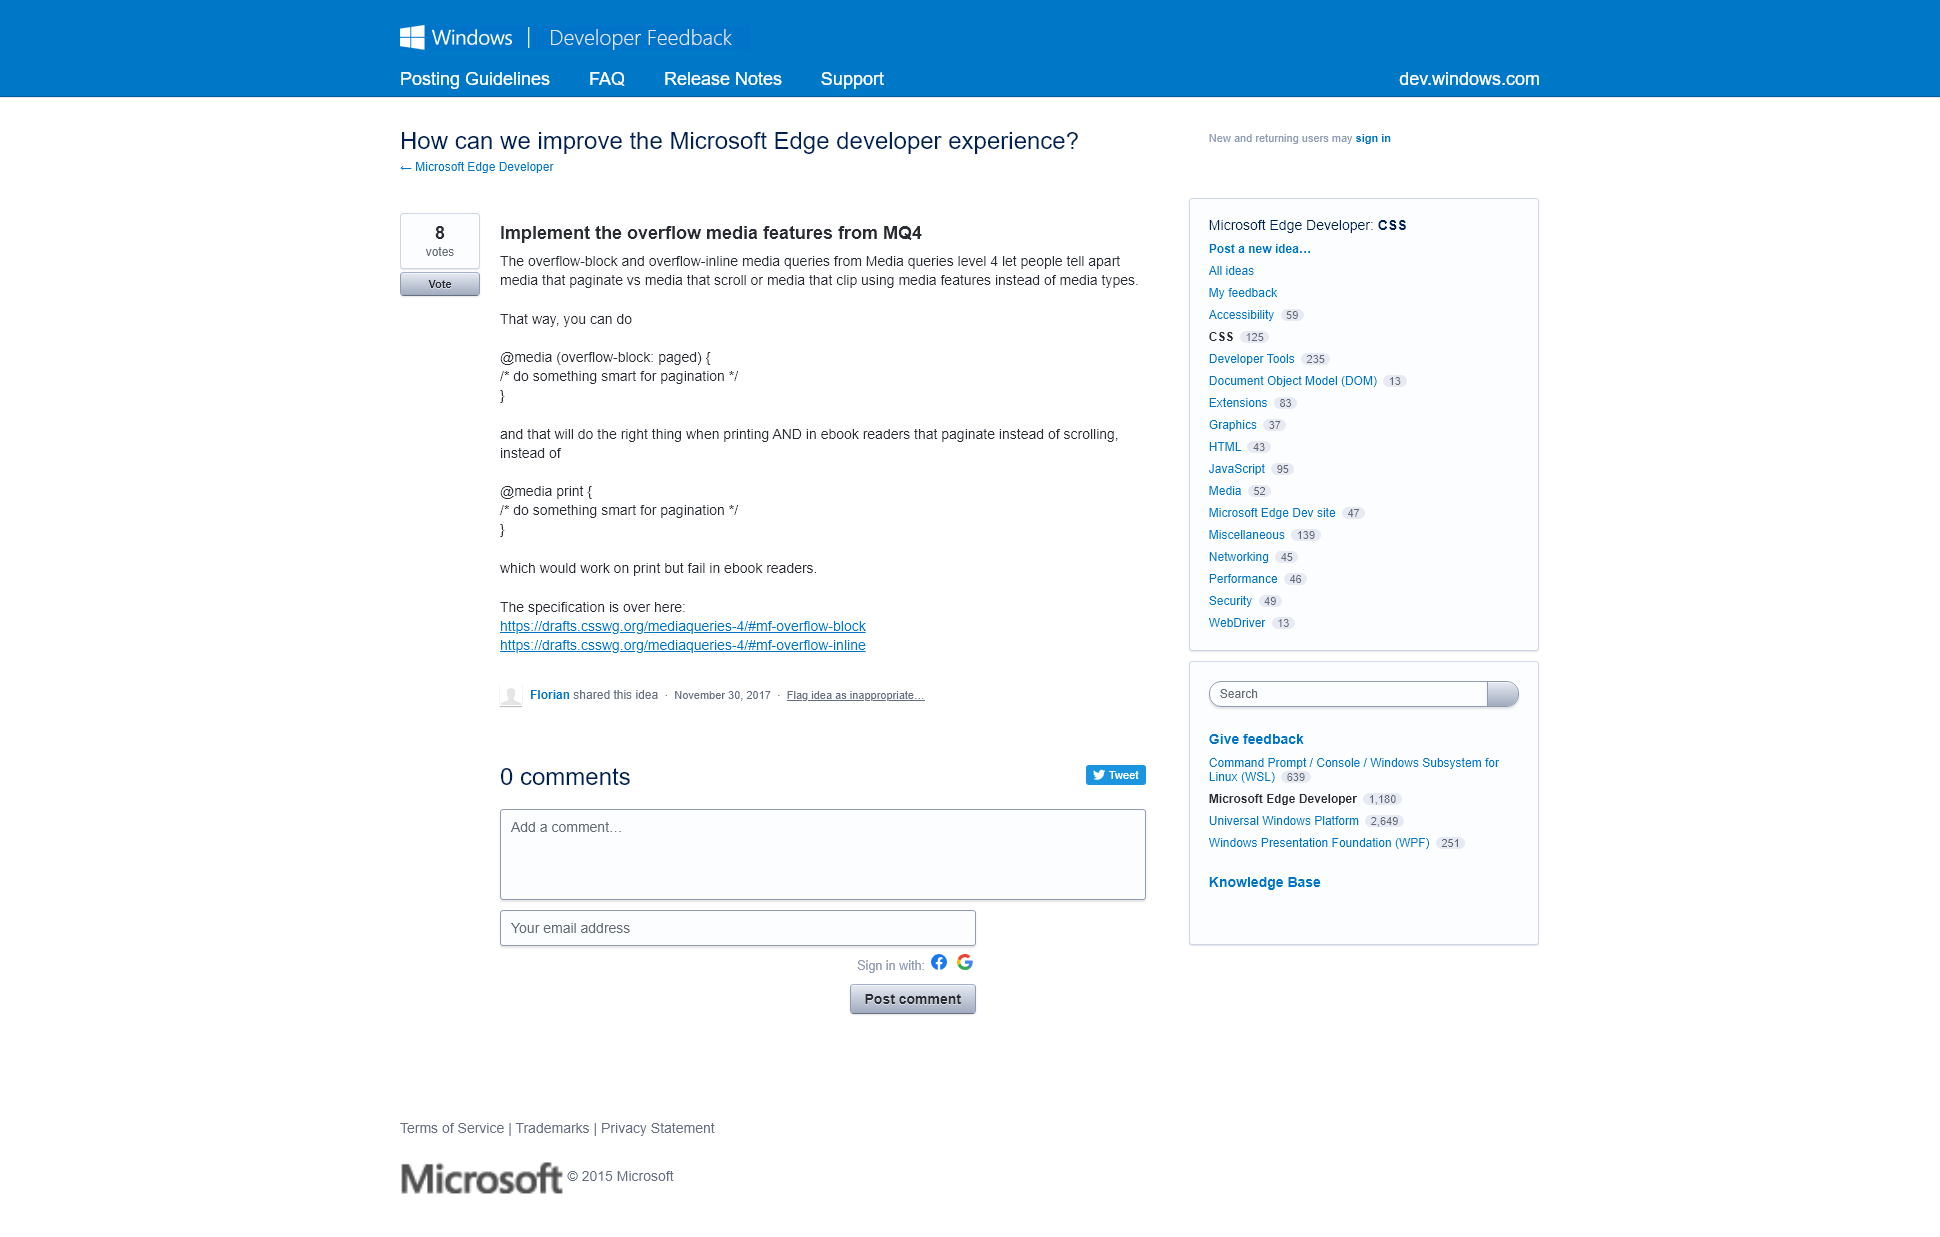 Windows | Developer Feedback
Posting Guidelines FAQ Release Notes Support dev.windows.com
How can we improve the Microsoft Edge developer experience?
← Microsoft Edge Developer
New and returning users may sign in
8
votes
Vote
Implement the overflow media features from MQ4
The overflow-block and overflow-inline media queries from Media queries level 4 let people tell apart
media that paginate vs media that scroll or media that clip using media features instead of media types.
That way, you can do
@media (overflow-block: paged) {
/* do something smart for pagination */
}
and that will do the right thing when printing AND in ebook readers that paginate instead of scrolling,
instead of
@media print {
/* do something smart for pagination */
}
which would work on print but fail in ebook readers.
The specification is over here:
https://drafts.csswg.org/mediaqueries-4/#mf-overflow-block
https://drafts.csswg.org/mediaqueries-4/#mf-overflow-inline
Florian shared this idea · November 30, 2017 · Flag idea as inappropriate…
0 comments
Tweet
Add a comment…
Your email address
Sign in with:
Post comment
Microsoft Edge Developer: CSS
Post a new idea…
All ideas
My feedback
Accessibility 59
CSS 125
Developer Tools 235
Document Object Model (DOM) 13
Extensions 83
Graphics 37
HTML 43
JavaScript 95
Media 52
Microsoft Edge Dev site 47
Miscellaneous 139
Networking 45
Performance 46
Security 49
WebDriver 13
Search
Give feedback
Command Prompt / Console / Windows Subsystem for
Linux (WSL) 639
Microsoft Edge Developer 1,180
Universal Windows Platform 2,649
Windows Presentation Foundation (WPF) 251
Knowledge Base
Terms of Service | Trademarks | Privacy Statement
Microsoft © 2015 Microsoft